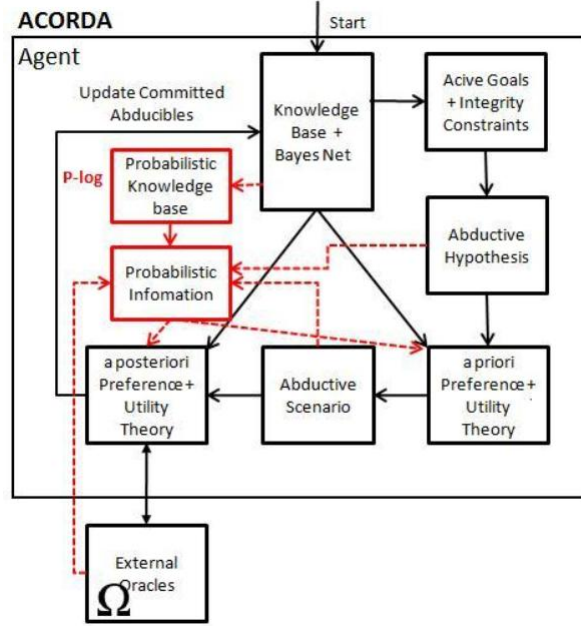 ACORDA
Start
Agent
Update Committed
Abducibles
Knowledge
Base +
Bayes Net
Acive Goals
+ Integrity
Constraints
P-log
Probabilistic
Knowledge
base
Abductive
Hypothesis
Probabilistic
Infomation
a posteriori
Preference+
Utility
Theory
Abductive
Scenario
a priori
Preference+
Utility
Theory
External
Oracles
Ω